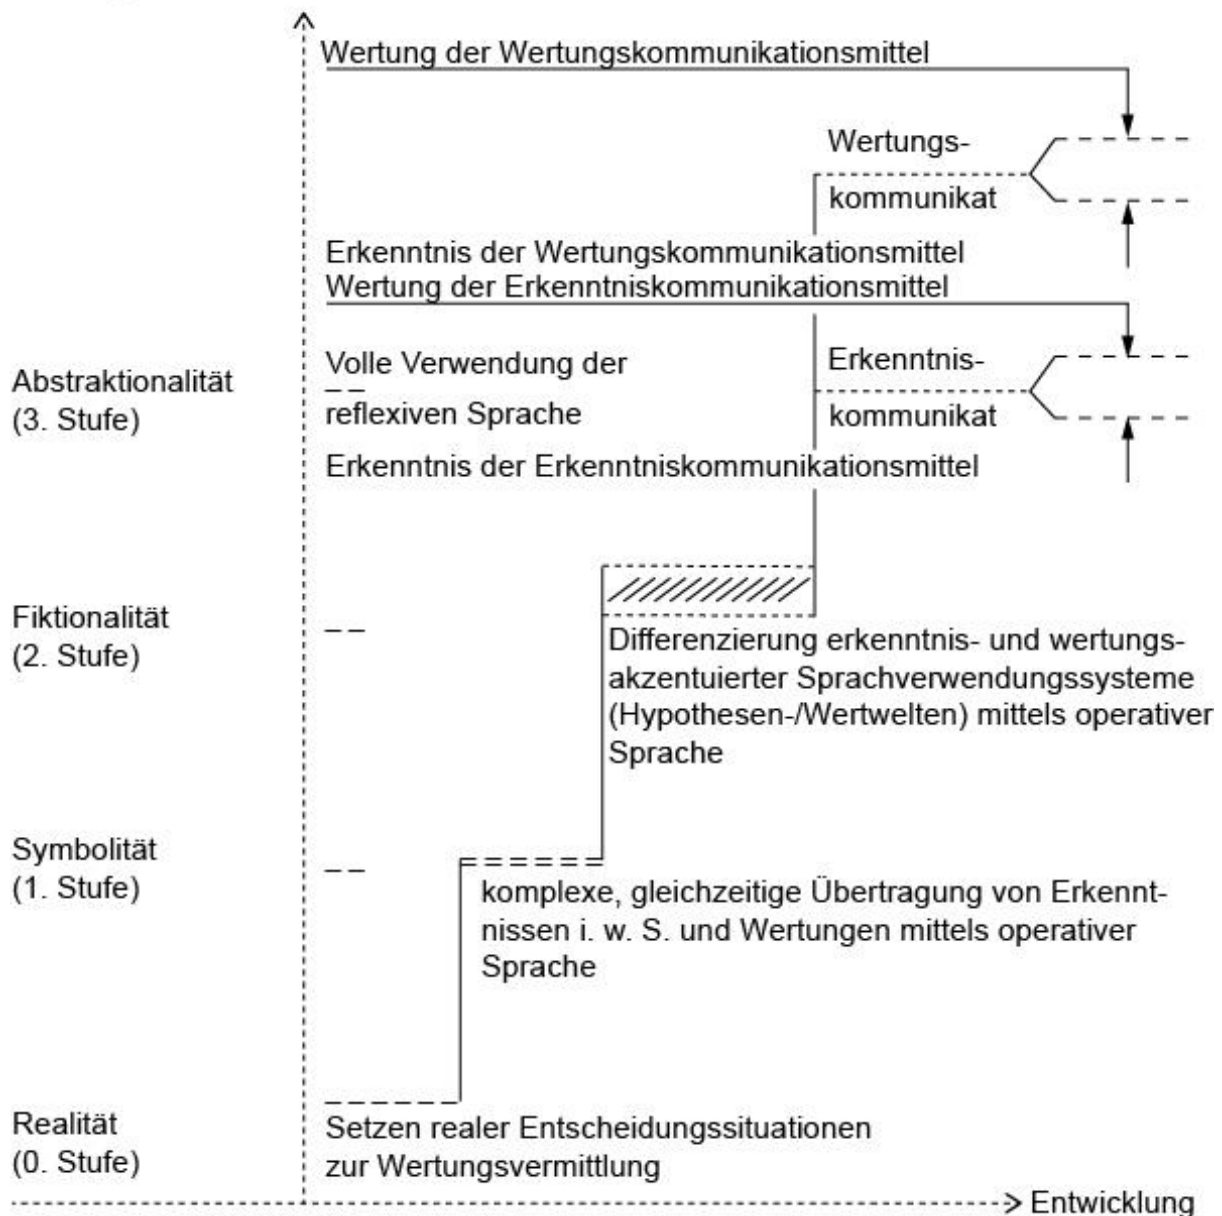 Wertung der Wertungskommunikationsmittel
Wertungs-
kommunikat
Erkenntnis der Wertungskommunikationsmittel
Wertung der Erkenntniskommunikationsmittel
Abstraktionalität
(3. Stufe)
Volle Verwendung der
reflexiven Sprache
Erkenntnis-
kommunikat
Erkenntnis der Erkenntniskommunikationsmittel
Fiktionalität
(2. Stufe)
Differenzierung erkenntnis- und wertungs-
akzentuierter Sprachverwendungssysteme
(Hypothesen-/Wertwelten) mittels operativer
Sprache
Symbolität
(1. Stufe)
komplexe, gleichzeitige Übertragung von Erkennt-
nissen i. w. S. und Wertungen mittels operativer
Sprache
Realität
(0. Stufe)
Setzen realer Entscheidungssituationen
zur Wertungsvermittlung
Entwicklung